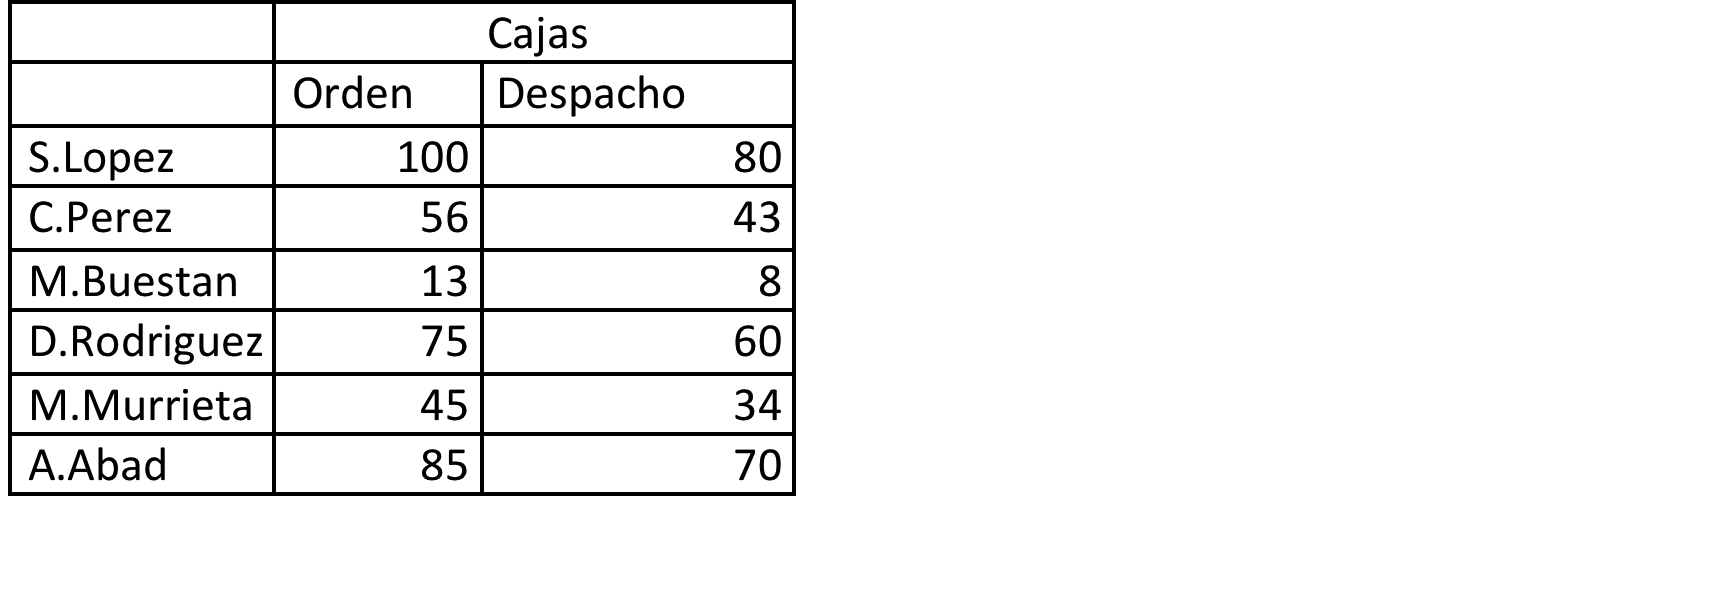 Cajas
Orden Despacho
S.Lopez 100 80
C.Perez 56 43
M.Buestan 13 8
D.Rodriguez 75 60
M.Murrieta 45 34
A.Abad 85 70